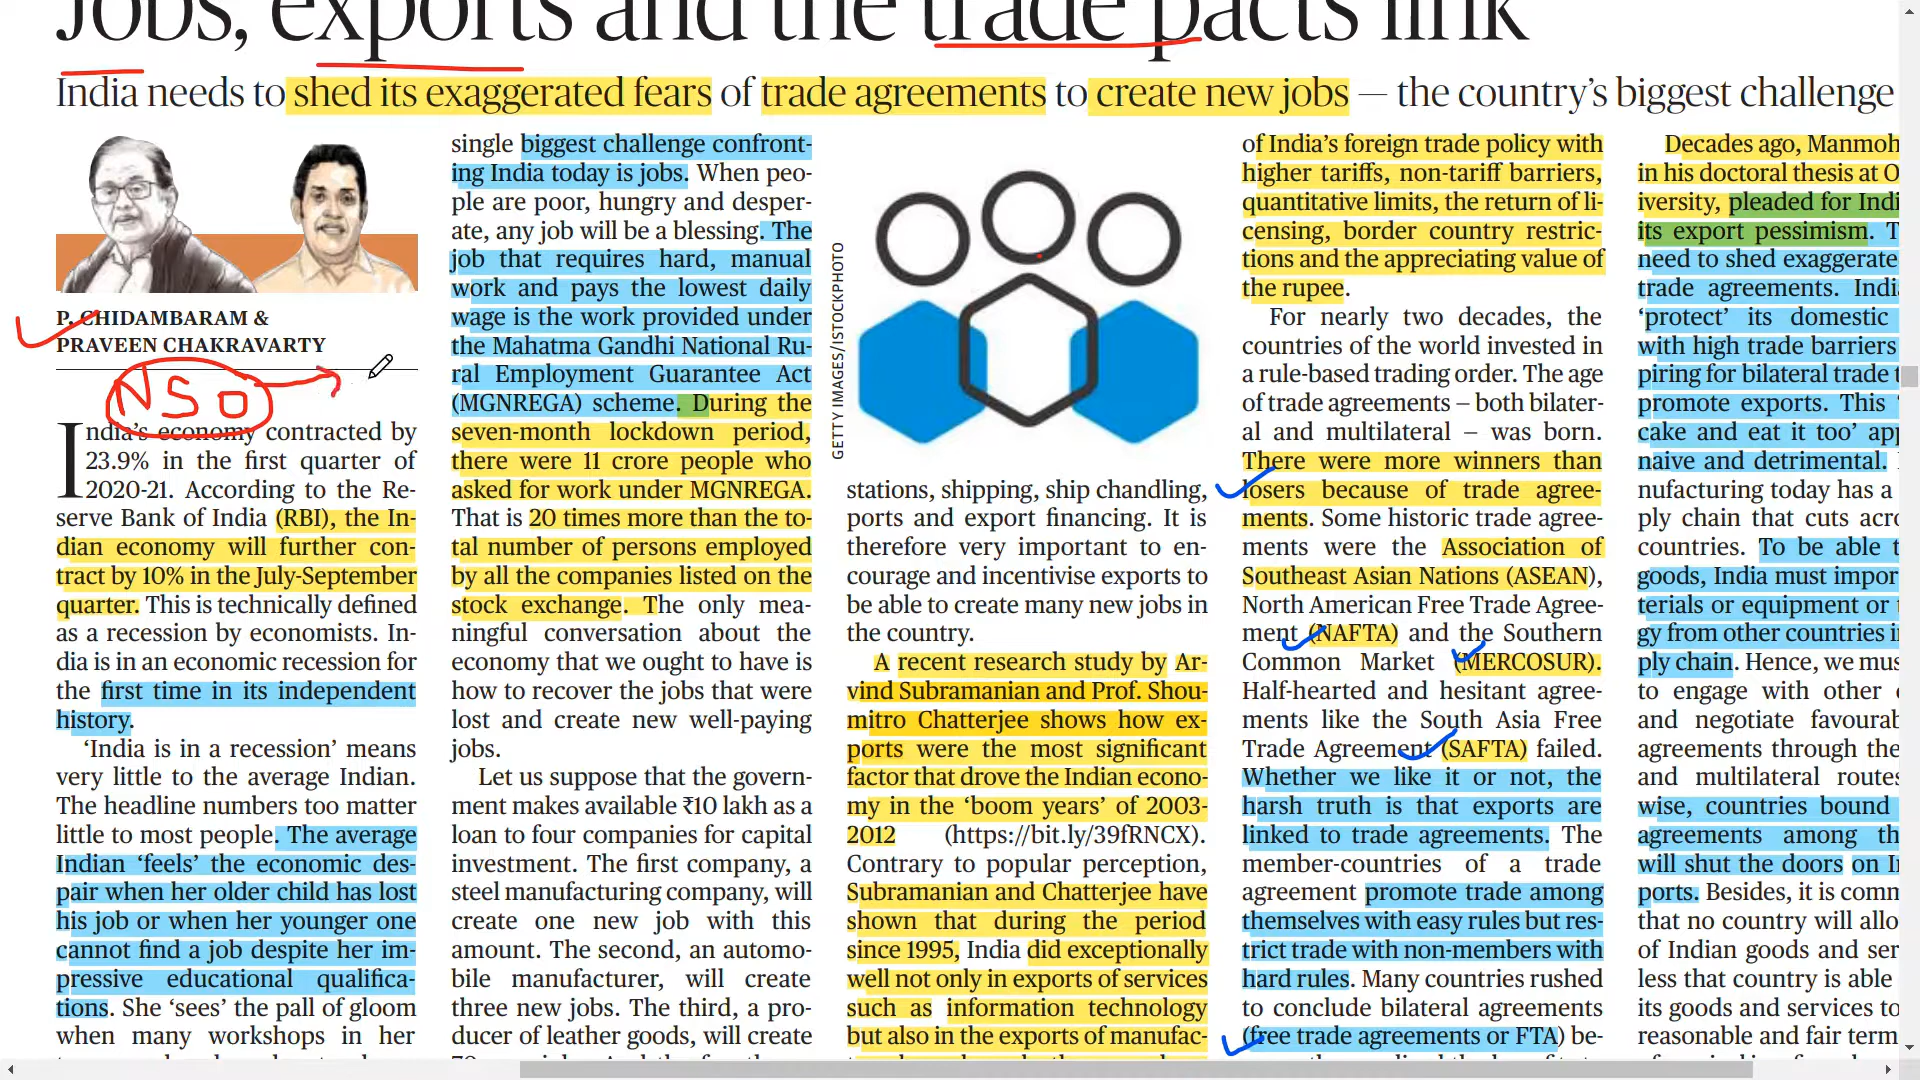 Jobs, exports and the trade pacts link
India needs to shed its exaggerated fears of trade agreements to create new jobs — the country's biggest challenge
P. CHIDAMBARAM &
PRAVEEN CHAKRAVARTY
NSO
India's economy contracted by
23.9% in the first quarter of
2020-21. According to the Re-
serve Bank of India (RBI), the In-
dian economy will further con-
tract by 10% in the July-September
quarter. This is technically defined
as a recession by economists. In-
dia is in an economic recession for
the first time in its independent
history.
'India is in a recession' means
very little to the average Indian.
The headline numbers too matter
little to most people. The average
Indian 'feels' the economic des-
pair when her older child has lost
his job or when her younger one
cannot find a job despite her im-
pressive educational qualifica-
tions. She 'sees' the pall of gloom
when many workshops in her
single biggest challenge confront-
ing India today is jobs. When peo-
ple are poor, hungry and desper-
ate, any job will be a blessing. The
job that requires hard, manual
work and pays the lowest daily
wage is the work provided under
the Mahatma Gandhi National Ru-
ral Employment Guarantee Act
(MGNREGA) scheme. During the
seven-month lockdown period,
there were 11 crore people who
asked for work under MGNREGA.
That is 20 times more than the to-
tal number of persons employed
by all the companies listed on the
stock exchange. The only mea-
ningful conversation about the
economy that we ought to have is
how to recover the jobs that were
lost and create new well-paying
jobs.
Let us suppose that the govern-
ment makes available ₹10 lakh as a
loan to four companies for capital
investment. The first company, a
steel manufacturing company, will
create one new job with this
amount. The second, an automo-
bile manufacturer, will create
three new jobs. The third, a pro-
ducer of leather goods, will create
GETTY IMAGES/ISTOCKPHOTO
stations, shipping, ship chandling,
ports and export financing. It is
therefore very important to en-
courage and incentivise exports to
be able to create many new jobs in
the country.
A recent research study by Ar-
vind Subramanian and Prof. Shou-
mitro Chatterjee shows how ex-
ports were the most significant
factor that drove the Indian econo-
my in the 'boom years' of 2003-
2012 (https://bit.ly/39fRNCX).
Contrary to popular perception,
Subramanian and Chatterjee have
shown that during the period
since 1995, India did exceptionally
well not only in exports of services
such as information technology
but also in the exports of manufac-
of India's foreign trade policy with
higher tariffs, non-tariff barriers,
quantitative limits, the return of li-
censing, border country restric-
tions and the appreciating value of
the rupee.
For nearly two decades, the
countries of the world invested in
a rule-based trading order. The age
of trade agreements – both bilater-
al and multilateral – was born.
There were more winners than
losers because of trade agree-
ments. Some historic trade agree-
ments were the Association of
Southeast Asian Nations (ASEAN),
North American Free Trade Agree-
ment (NAFTA) and the Southern
Common Market (MERCOSUR).
Half-hearted and hesitant agree-
ments like the South Asia Free
Trade Agreement (SAFTA) failed.
Whether we like it or not, the
harsh truth is that exports are
linked to trade agreements. The
member-countries of a trade
agreement promote trade among
themselves with easy rules but res-
trict trade with non-members with
hard rules. Many countries rushed
to conclude bilateral agreements
(free trade agreements or FTA) be-
Decades ago, Manmoh
in his doctoral thesis at O
iversity, pleaded for Indi
its export pessimism. T
need to shed exaggerate
trade agreements. Indi
'protect' its domestic
with high trade barriers
piring for bilateral trade t
promote exports. This '
cake and eat it too' app
naive and detrimental.
nufacturing today has a
ply chain that cuts acro
countries. To be able t
goods, India must impor
terials or equipment or
gy from other countries in
ply chain. Hence, we mus
to engage with other
and negotiate favourab
agreements through the
and multilateral routes
wise, countries bound
agreements among th
will shut the doors on In
ports. Besides, it is comm
that no country will allo
of Indian goods and ser
less that country is able
its goods and services to
reasonable and fair term